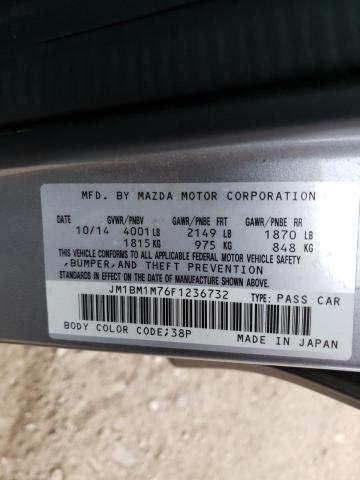 MFD. BY MAZDA MOTOR CORPORATION
DATE GVWR/PNBV GAWR/PNBE FRT GAWR/PNBE RR
10/14 4001 LB 2149 LB 1870 LB
1815 KG 975 KG 848 KG
THIS VEHICLE CONFORMS TO ALL APPLICABLE FEDERAL MOTOR VEHICLE SAFETY
,BUMPER,AND THEFT PREVENTION
STANDARDS IN EFFECT ON THE DATE OF MANUFACTURE SHOWN ABOVE.
JM1BM1M76F1236732 TYPE: PASS CAR
BODY COLOR CODE;38P
MADE IN JAPAN